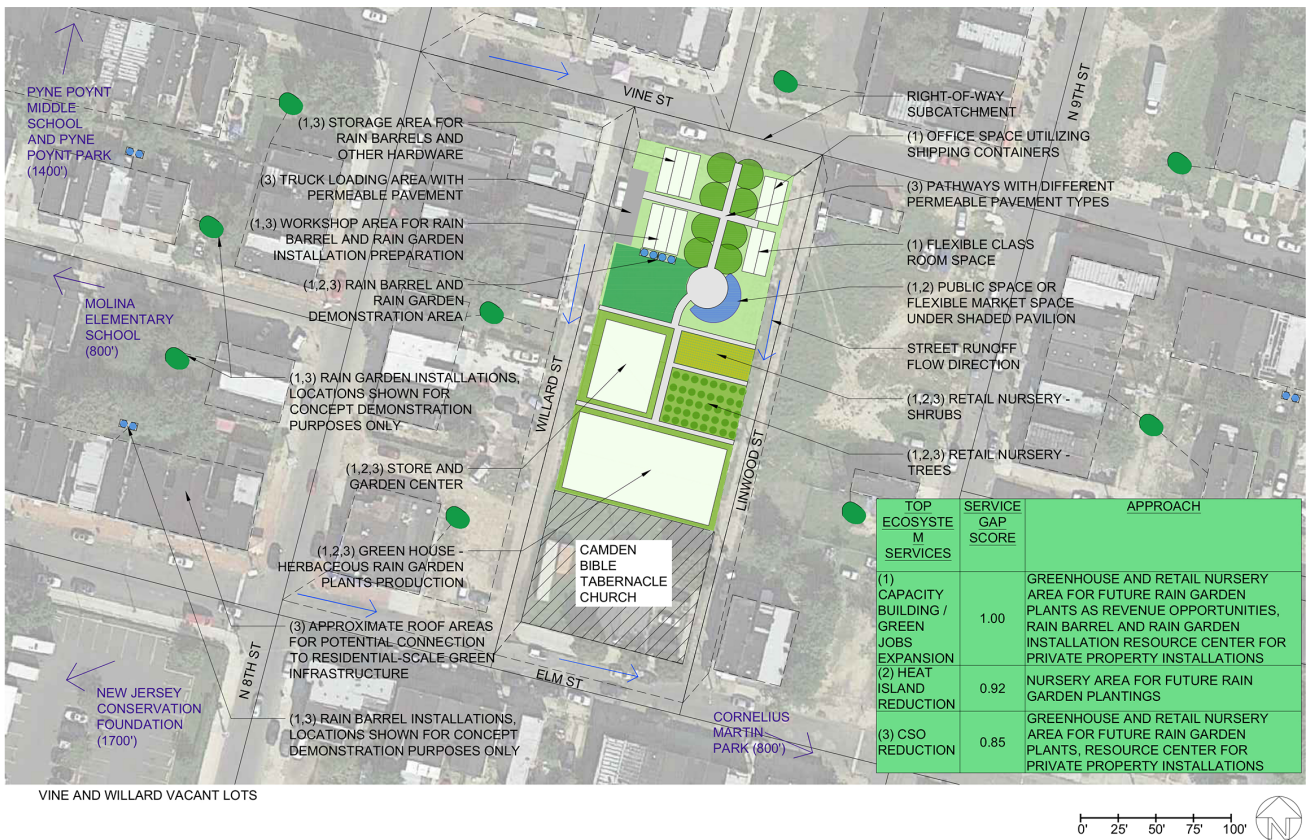 PYNE POYNT
MIDDLE
SCHOOL
AND PYNE
POYNT PARK
(1400')
(1,3) STORAGE AREA FOR
RAIN BARRELS AND
OTHER HARDWARE
(3) TRUCK LOADING AREA WITH
PERMEABLE PAVEMENT
(1,3) WORKSHOP AREA FOR RAIN
BARREL AND RAIN GARDEN
INSTALLATION PREPARATION
(1,2,3) RAIN BARREL AND
RAIN GARDEN
DEMONSTRATION AREA
MOLINA
ELEMENTARY
SCHOOL
(800')
(1,3) RAIN GARDEN INSTALLATIONS,
LOCATIONS SHOWN FOR
CONCEPT DEMONSTRATION
PURPOSES ONLY
(1,2,3) STORE AND
GARDEN CENTER
(1,2,3) GREEN HOUSE -
HERBACEOUS RAIN GARDEN
PLANTS PRODUCTION
(3) APPROXIMATE ROOF AREAS
FOR POTENTIAL CONNECTION
TO RESIDENTIAL-SCALE GREEN
INFRASTRUCTURE
(1,3) RAIN BARREL INSTALLATIONS,
LOCATIONS SHOWN FOR CONCEPT
DEMONSTRATION PURPOSES ONLY
NEW JERSEY
CONSERVATION
FOUNDATION
(1700')
N 8TH ST
VINE ST
WILLARD ST
LINWOOD ST
ELM ST
N 9TH ST
CAMDEN
BIBLE
TABERNACLE
CHURCH
CORNELIUS
MARTIN
PARK (800')
RIGHT-OF-WAY
SUBCATCHMENT
(1) OFFICE SPACE UTILIZING
SHIPPING CONTAINERS
(3) PATHWAYS WITH DIFFERENT
PERMEABLE PAVEMENT TYPES
(1) FLEXIBLE CLASS
ROOM SPACE
(1,2) PUBLIC SPACE OR
FLEXIBLE MARKET SPACE
UNDER SHADED PAVILION
STREET RUNOFF
FLOW DIRECTION
(1,2,3) RETAIL NURSERY -
SHRUBS
(1,2,3) RETAIL NURSERY -
TREES
TOP
ECOSYSTE
M
SERVICES
SERVICE
GAP
SCORE
APPROACH
(1)
CAPACITY
BUILDING /
GREEN
JOBS
EXPANSION
1.00
GREENHOUSE AND RETAIL NURSERY
AREA FOR FUTURE RAIN GARDEN
PLANTS AS REVENUE OPPORTUNITIES,
RAIN BARREL AND RAIN GARDEN
INSTALLATION RESOURCE CENTER FOR
PRIVATE PROPERTY INSTALLATIONS
(2) HEAT
ISLAND
REDUCTION
0.92
NURSERY AREA FOR FUTURE RAIN
GARDEN PLANTINGS
(3) CSO
REDUCTION
0.85
GREENHOUSE AND RETAIL NURSERY
AREA FOR FUTURE RAIN GARDEN
PLANTS, RESOURCE CENTER FOR
PRIVATE PROPERTY INSTALLATIONS
VINE AND WILLARD VACANT LOTS
0' 25' 50' 75' 100'
N